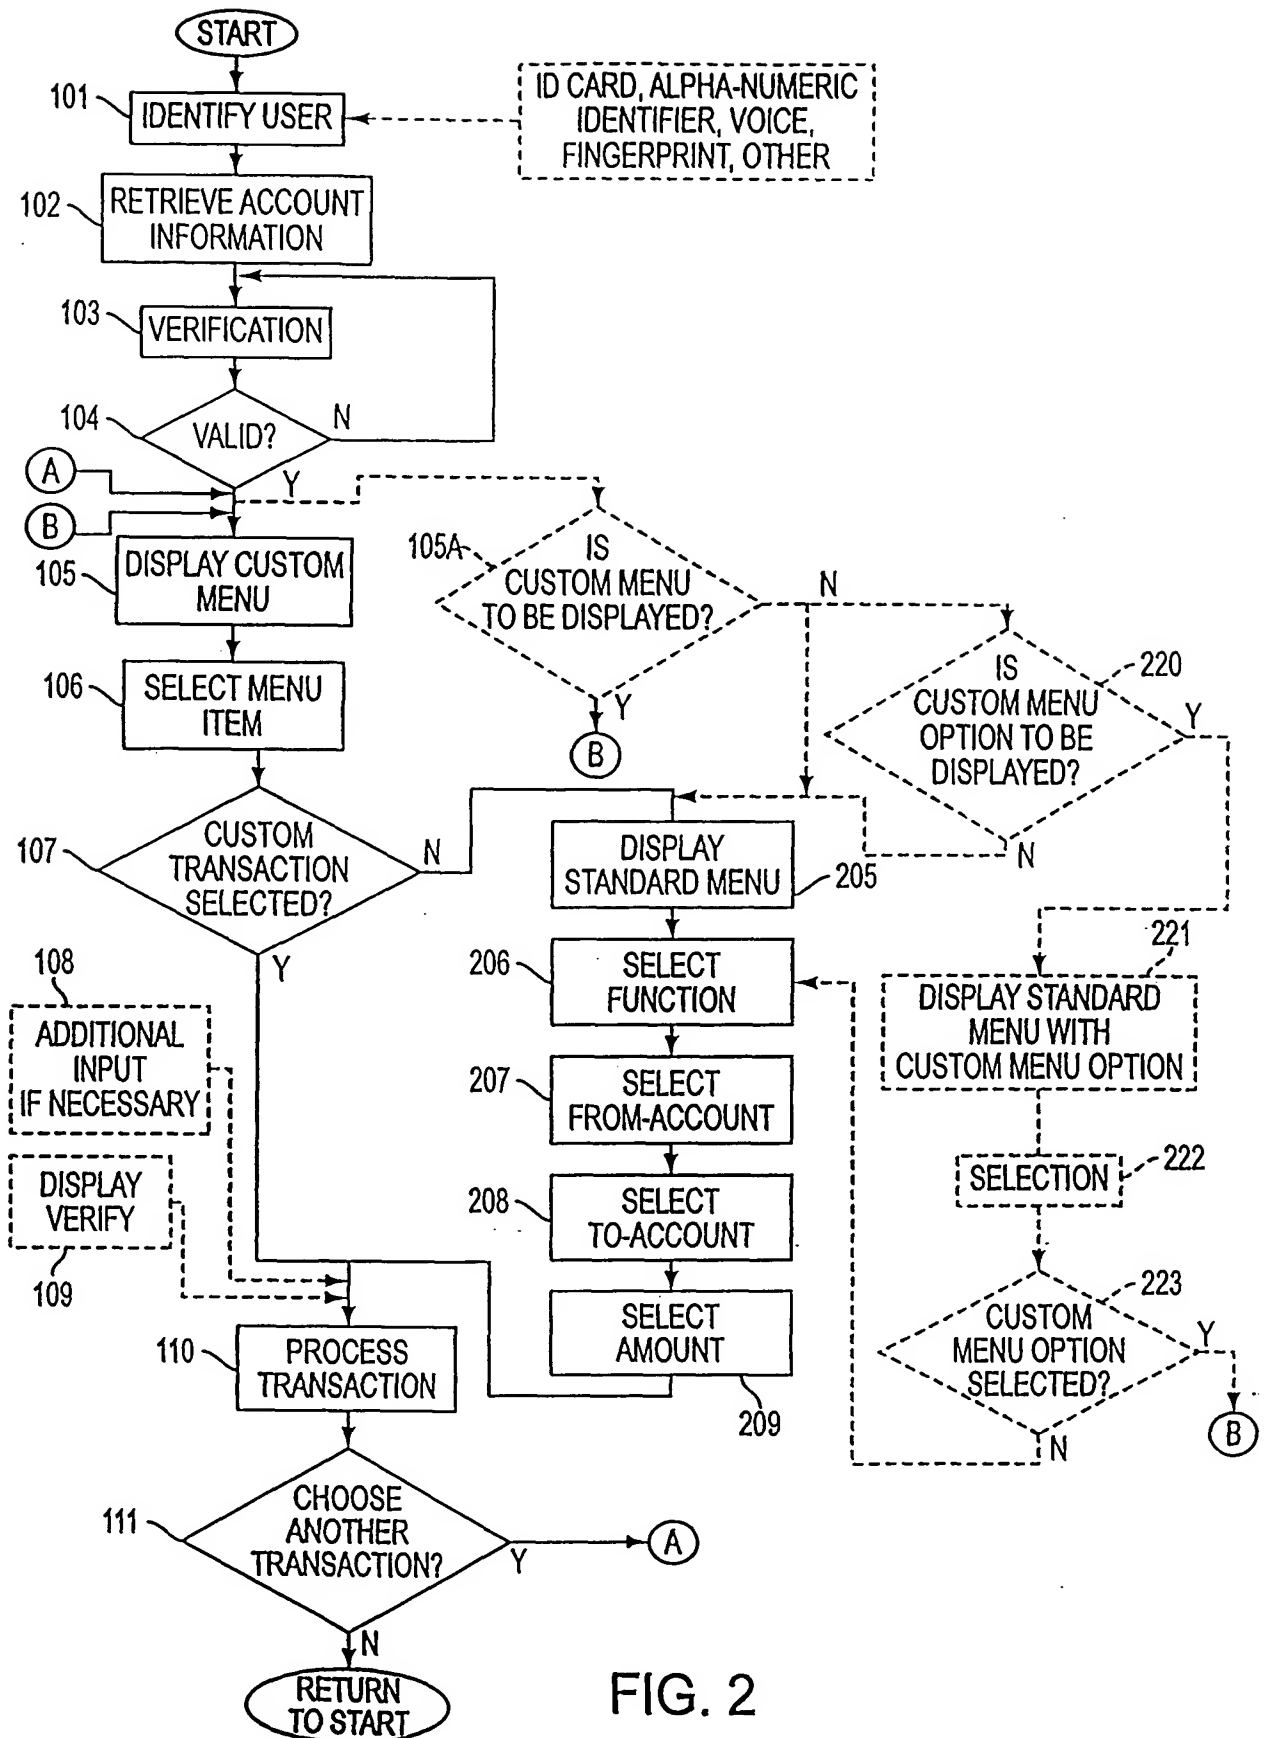 START
101
IDENTIFY USER
ID CARD, ALPHA-NUMERIC
IDENTIFIER, VOICE,
FINGERPRINT, OTHER
102
RETRIEVE ACCOUNT
INFORMATION
103
VERIFICATION
104
VALID?
N
Y
A
B
105
DISPLAY CUSTOM
MENU
105A
IS
CUSTOM MENU
TO BE DISPLAYED?
N
Y
B
106
SELECT MENU
ITEM
220
IS
CUSTOM MENU
OPTION TO BE
DISPLAYED?
Y
N
107
CUSTOM
TRANSACTION
SELECTED?
N
Y
DISPLAY
STANDARD MENU
205
206
SELECT
FUNCTION
221
DISPLAY STANDARD
MENU WITH
CUSTOM MENU OPTION
108
ADDITIONAL
INPUT
IF NECESSARY
207
SELECT
FROM-ACCOUNT
SELECTION
222
DISPLAY
VERIFY
109
208
SELECT
TO-ACCOUNT
223
CUSTOM
MENU OPTION
SELECTED?
Y
B
N
SELECT
AMOUNT
209
110
PROCESS
TRANSACTION
111
CHOOSE
ANOTHER
TRANSACTION?
Y
A
N
RETURN
TO START
FIG. 2